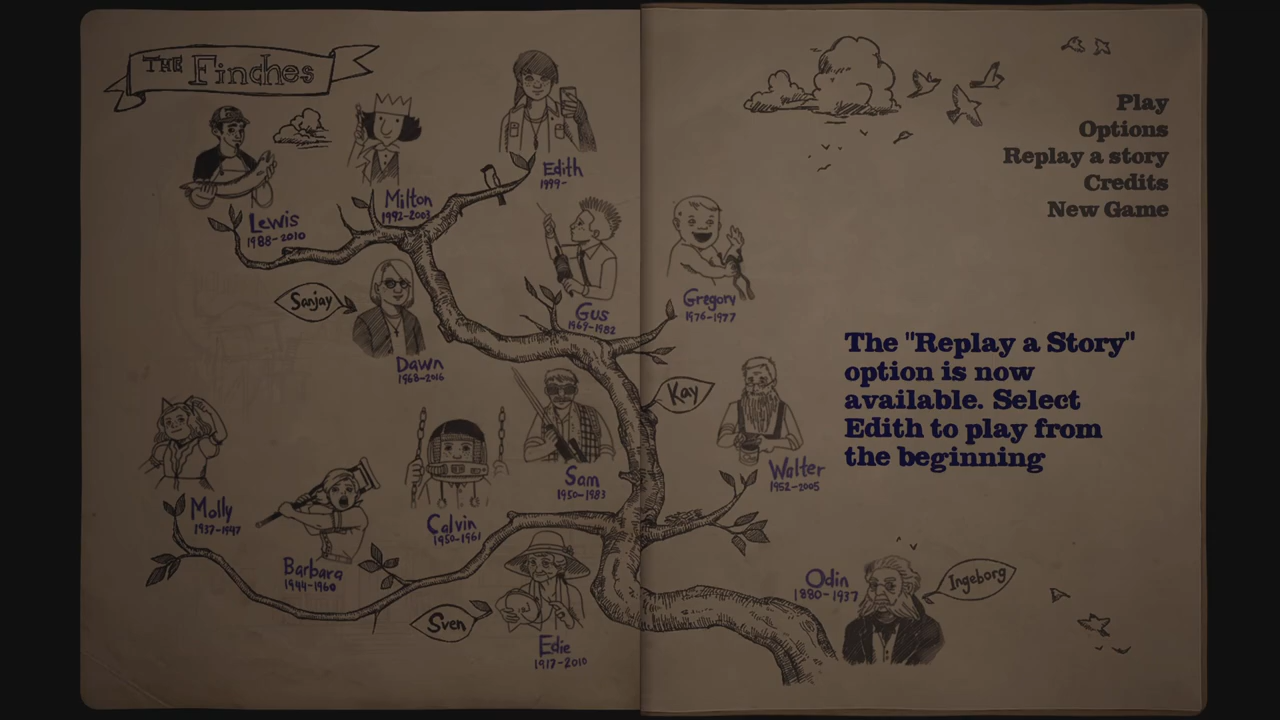 THE Finches
Edith
1999-
Milton
1992-2003
Lewis
1988-2010
Sanjay
Dawn
1968-2016
Gus
1969-1982
Gregory
1976-1977
Kay
Sam
1950-1983
Walter
1952-2005
Calvin
1950-1961
Molly
1937-1947
Barbara
1944-1960
Sven
Edie
1917-2010
Odin
1880-1937
Ingeborg
Play
Options
Replay a story
Credits
New Game
The "Replay a Story"
option is now
available. Select
Edith to play from
the beginning